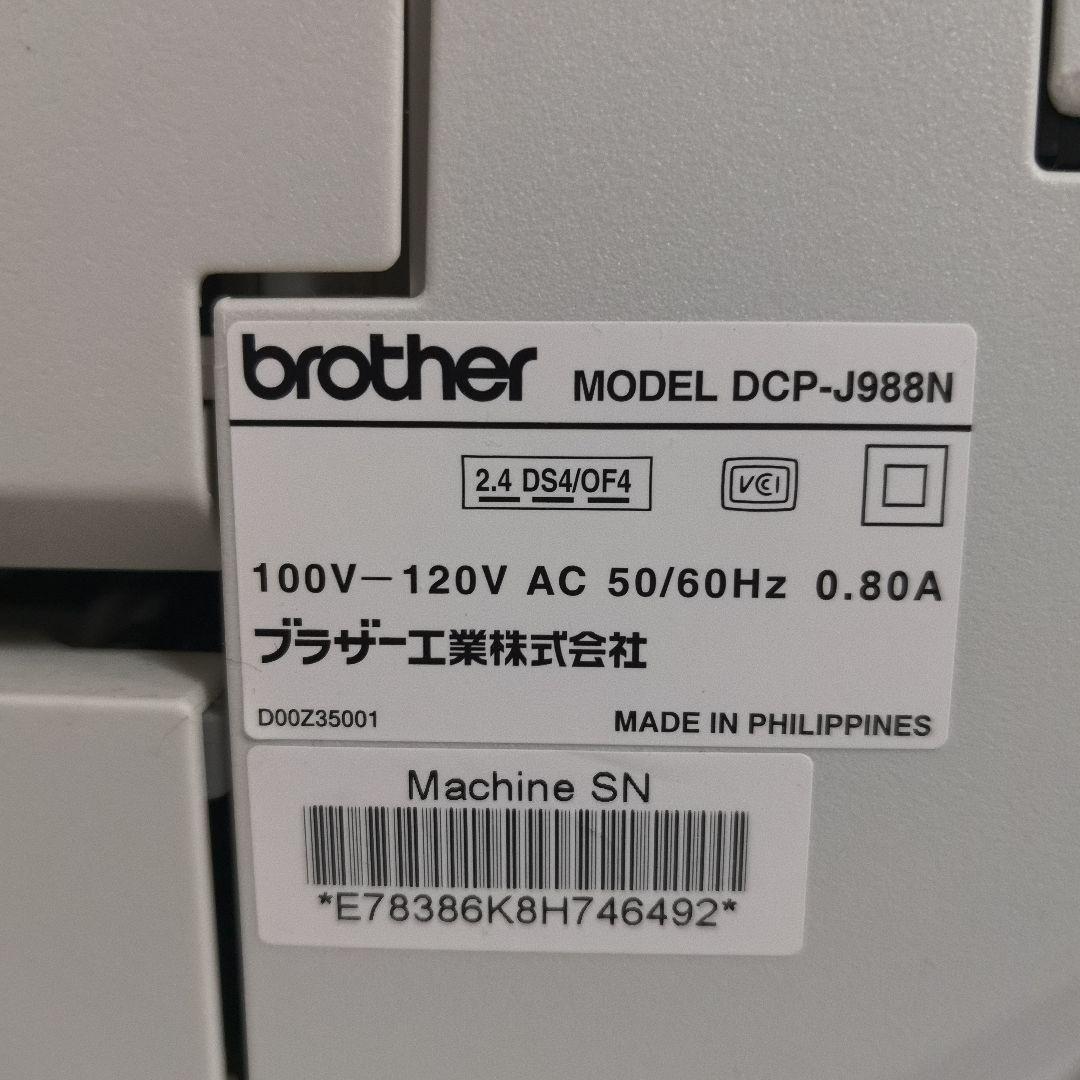 brother MODEL DCP-J988N
2.4 DS4/OF4 VCCI
100V－120V AC 50/60Hz 0.80A
ブラザー工業株式会社
D00Z35001 MADE IN PHILIPPINES
Machine SN
*E78386K8H746492*